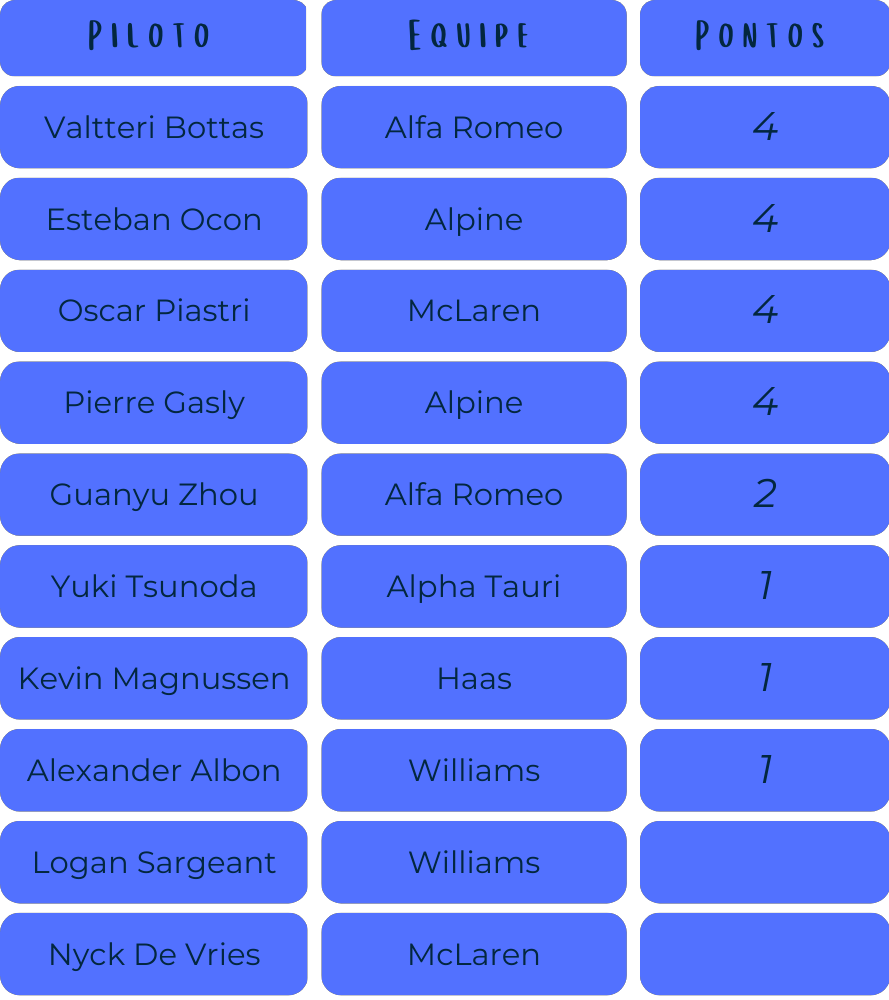 Piloto Equipe Pontos
Valtteri Bottas Alfa Romeo 4
Esteban Ocon Alpine 4
Oscar Piastri McLaren 4
Pierre Gasly Alpine 4
Guanyu Zhou Alfa Romeo 2
Yuki Tsunoda Alpha Tauri 1
Kevin Magnussen Haas 1
Alexander Albon Williams 1
Logan Sargeant Williams
Nyck De Vries McLaren